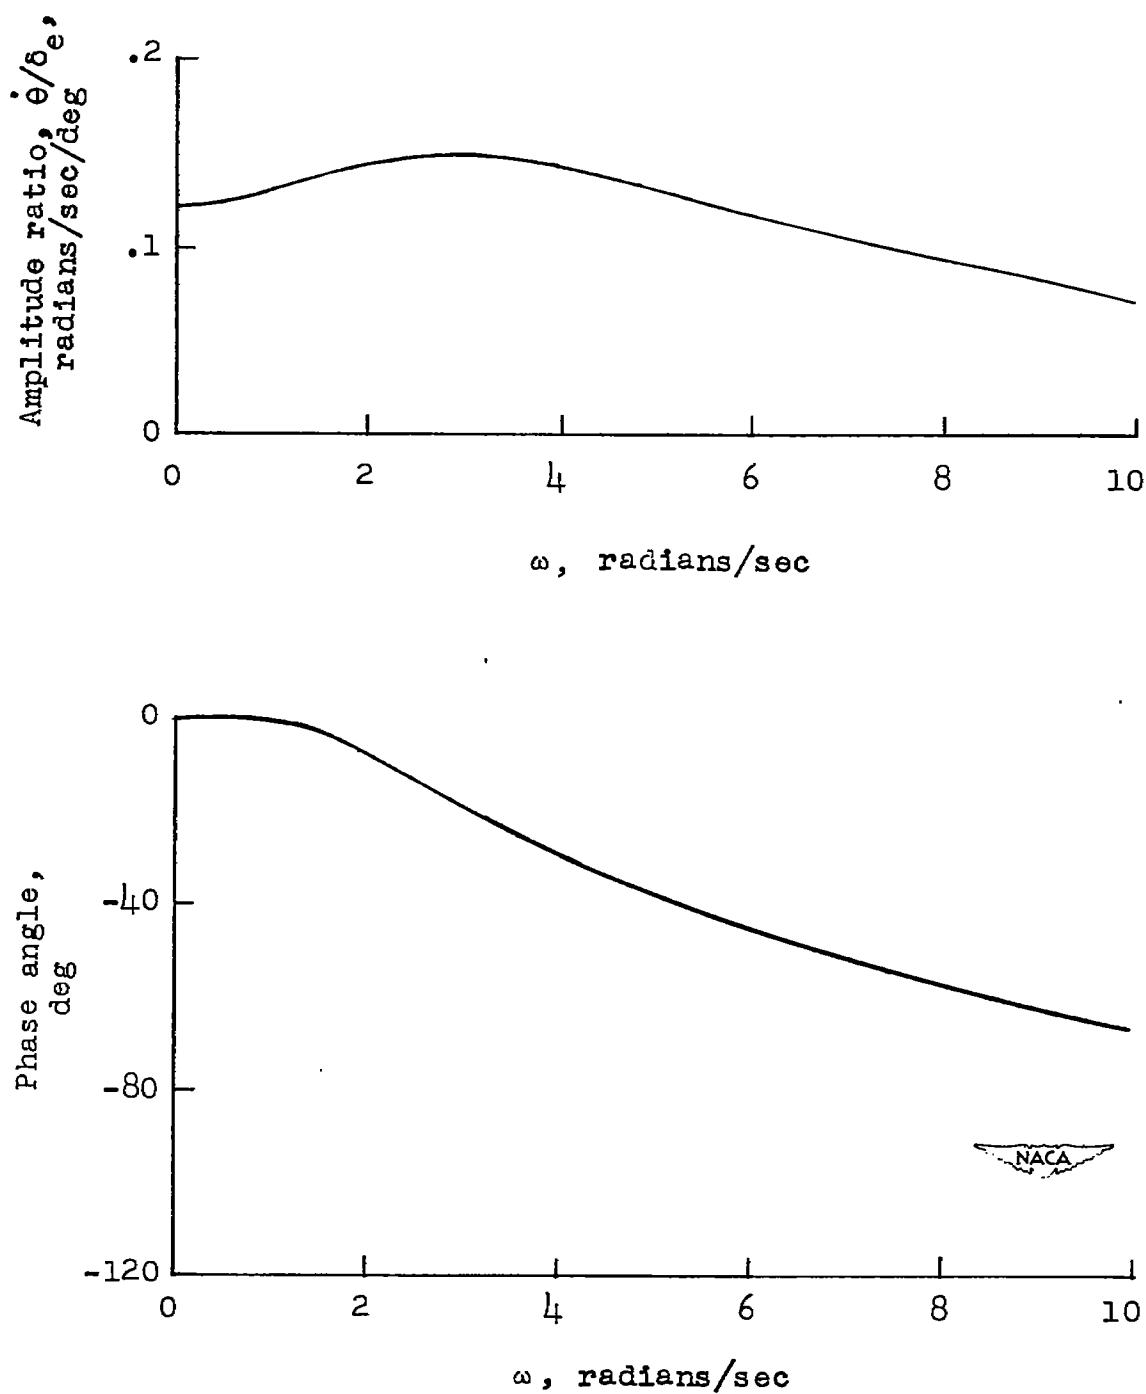 Amplitude ratio, θ̇/δe,
radians/sec/deg
.2
.1
0
0 2 4 6 8 10
ω, radians/sec
Phase angle,
deg
0
-40
-80
-120
NACA
0 2 4 6 8 10
ω, radians/sec